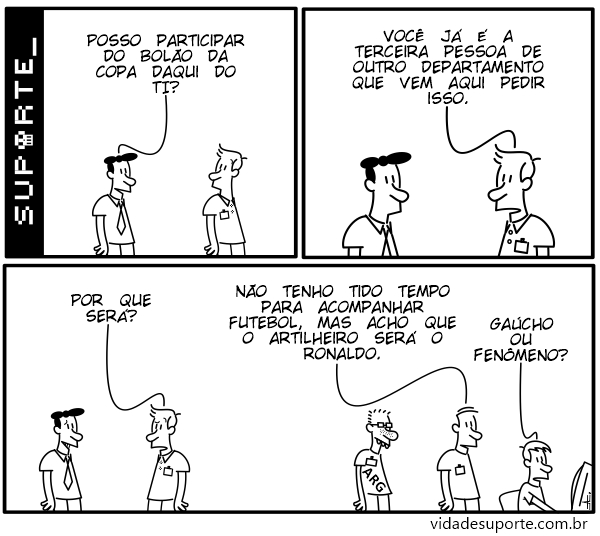 SUPORTE_
POSSO PARTICIPAR
DO BOLÃO DA
COPA DAQUI DO
TI?
VOCÊ JÁ É A
TERCEIRA PESSOA DE
OUTRO DEPARTAMENTO
QUE VEM AQUI PEDIR
ISSO.
POR QUE
SERÁ?
NÃO TENHO TIDO TEMPO
PARA ACOMPANHAR
FUTEBOL, MAS ACHO QUE
O ARTILHEIRO SERÁ O
RONALDO.
GAÚCHO
OU
FENÔMENO?
ARG
vidadesuporte.com.br